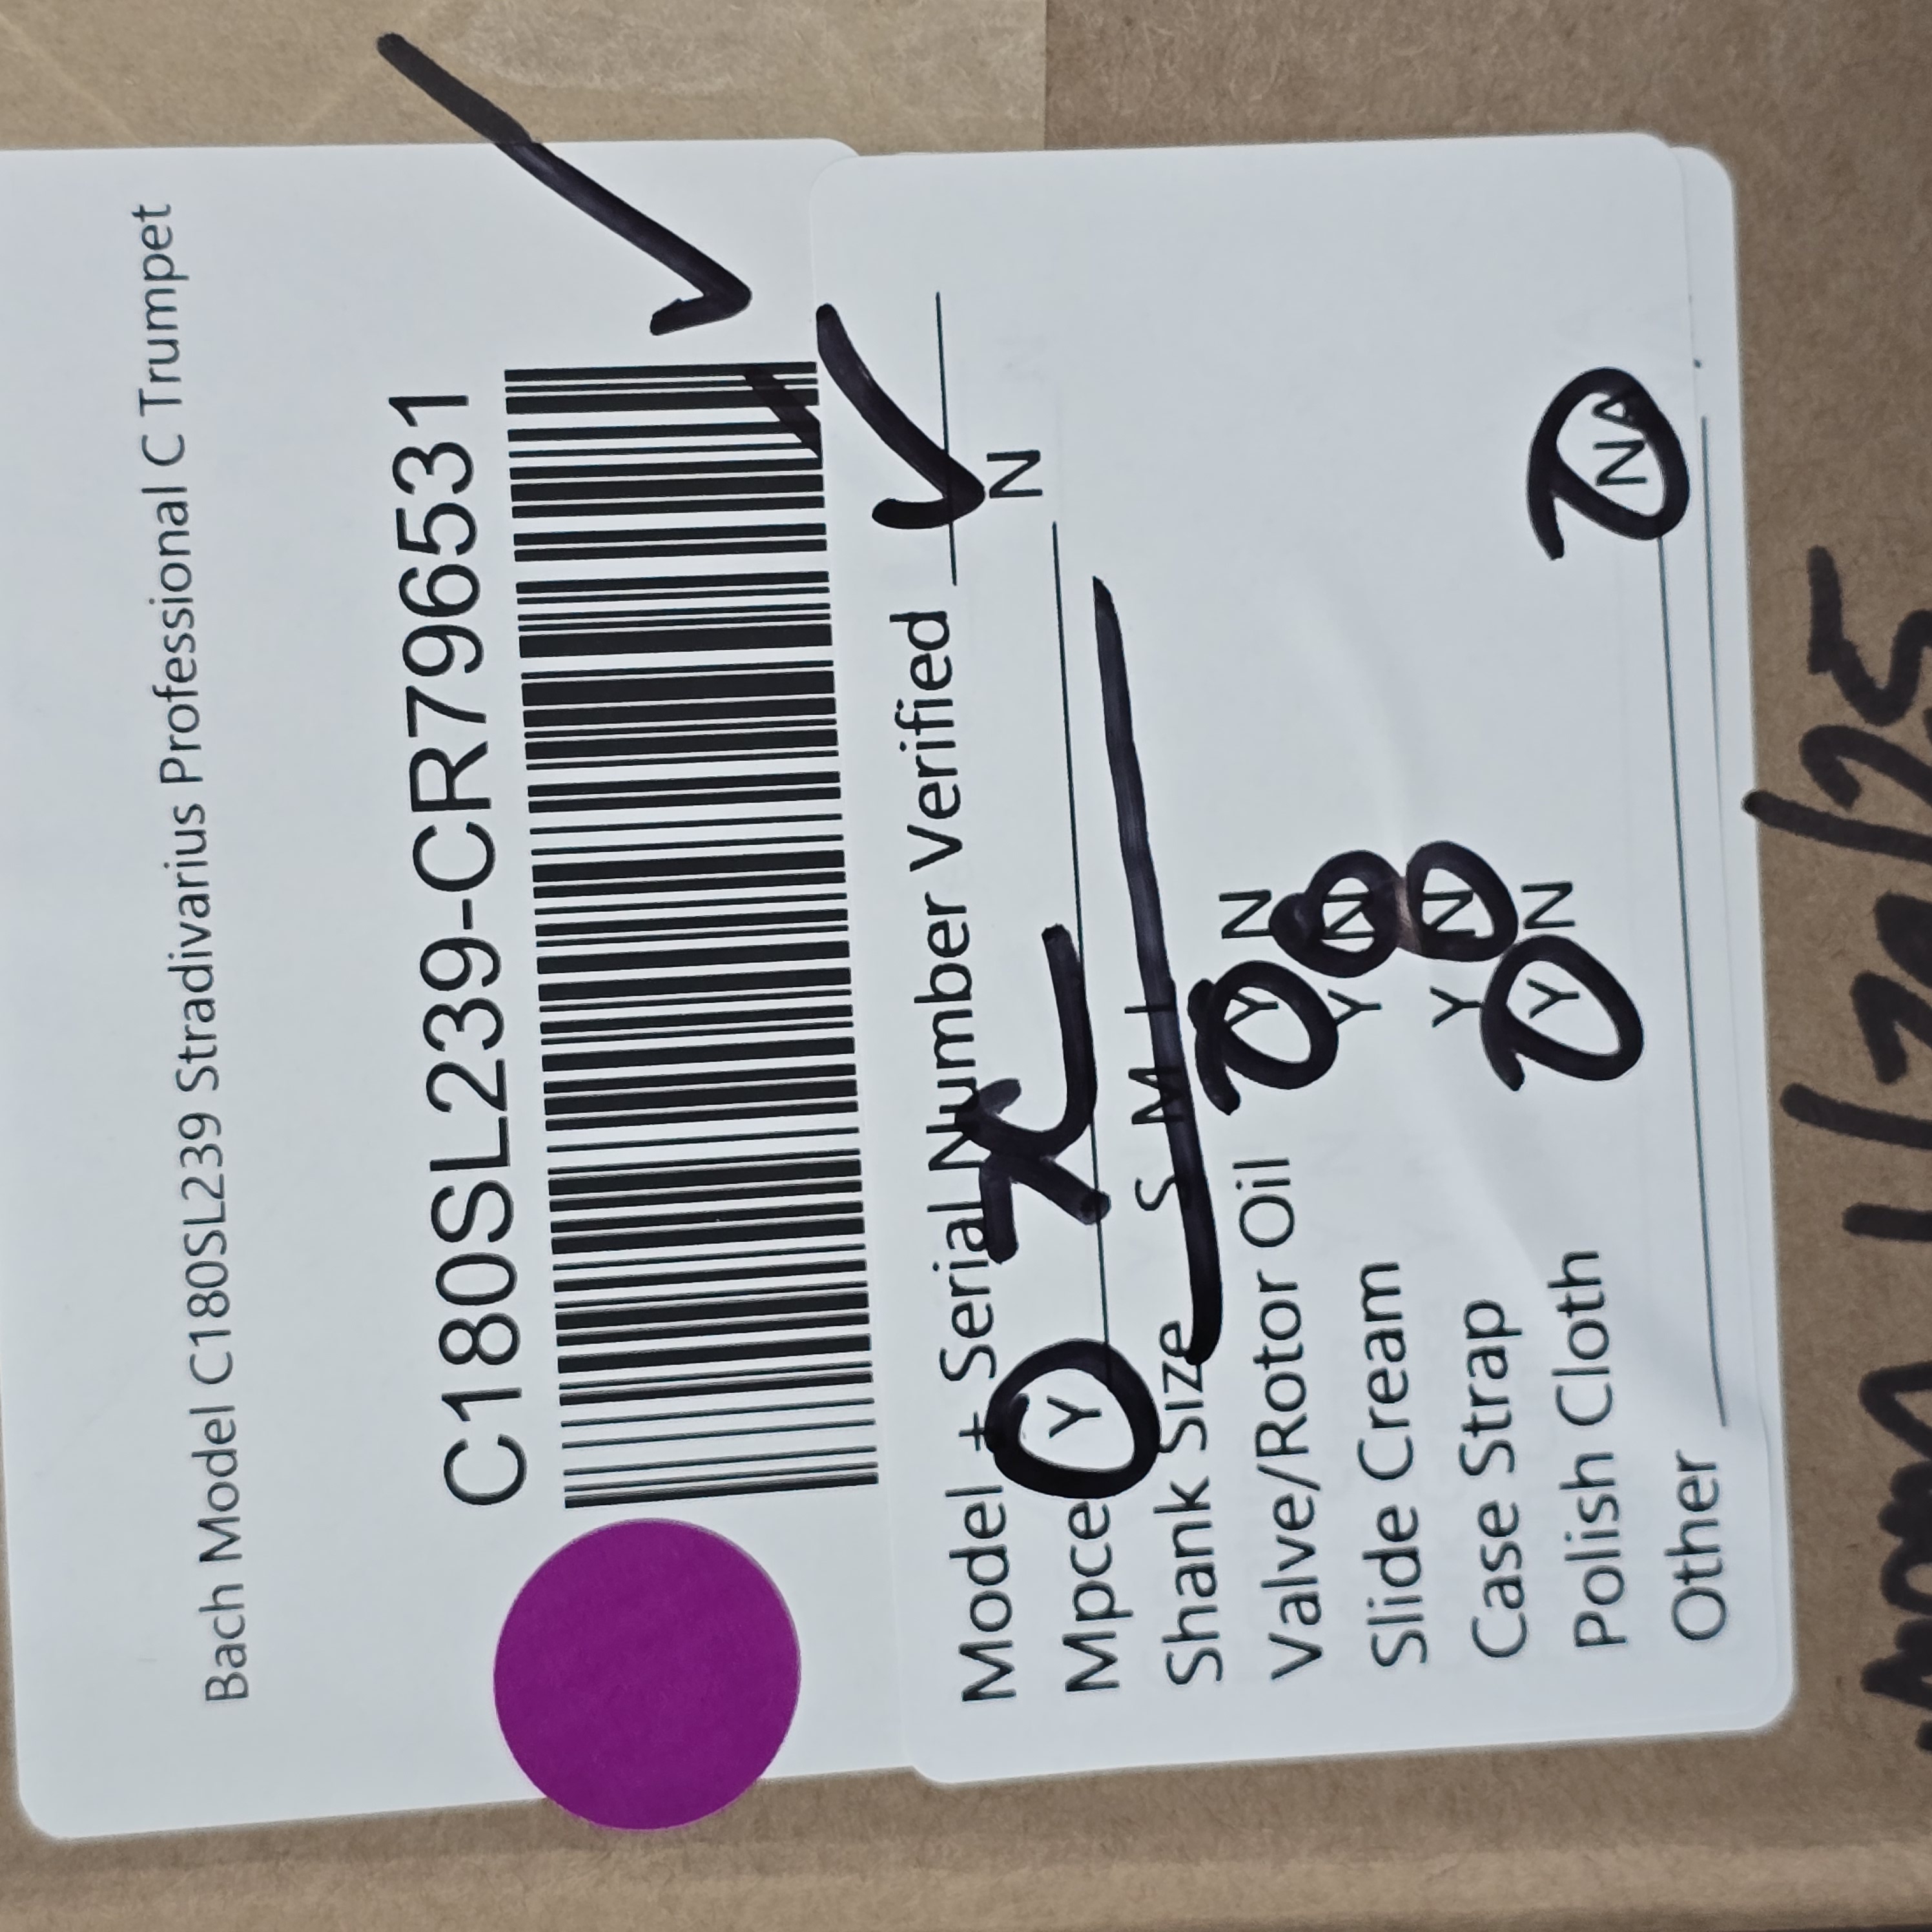 Bach Model C180SL239 Stradivarius Professional C Trumpet
C180SL239-CR796531
Model + Serial Number Verified
Mpce Y 7C N
Shank Size S M L
Valve/Rotor Oil Y N
Slide Cream Y N
Case Strap Y N
Polish Cloth Y N
Other NA